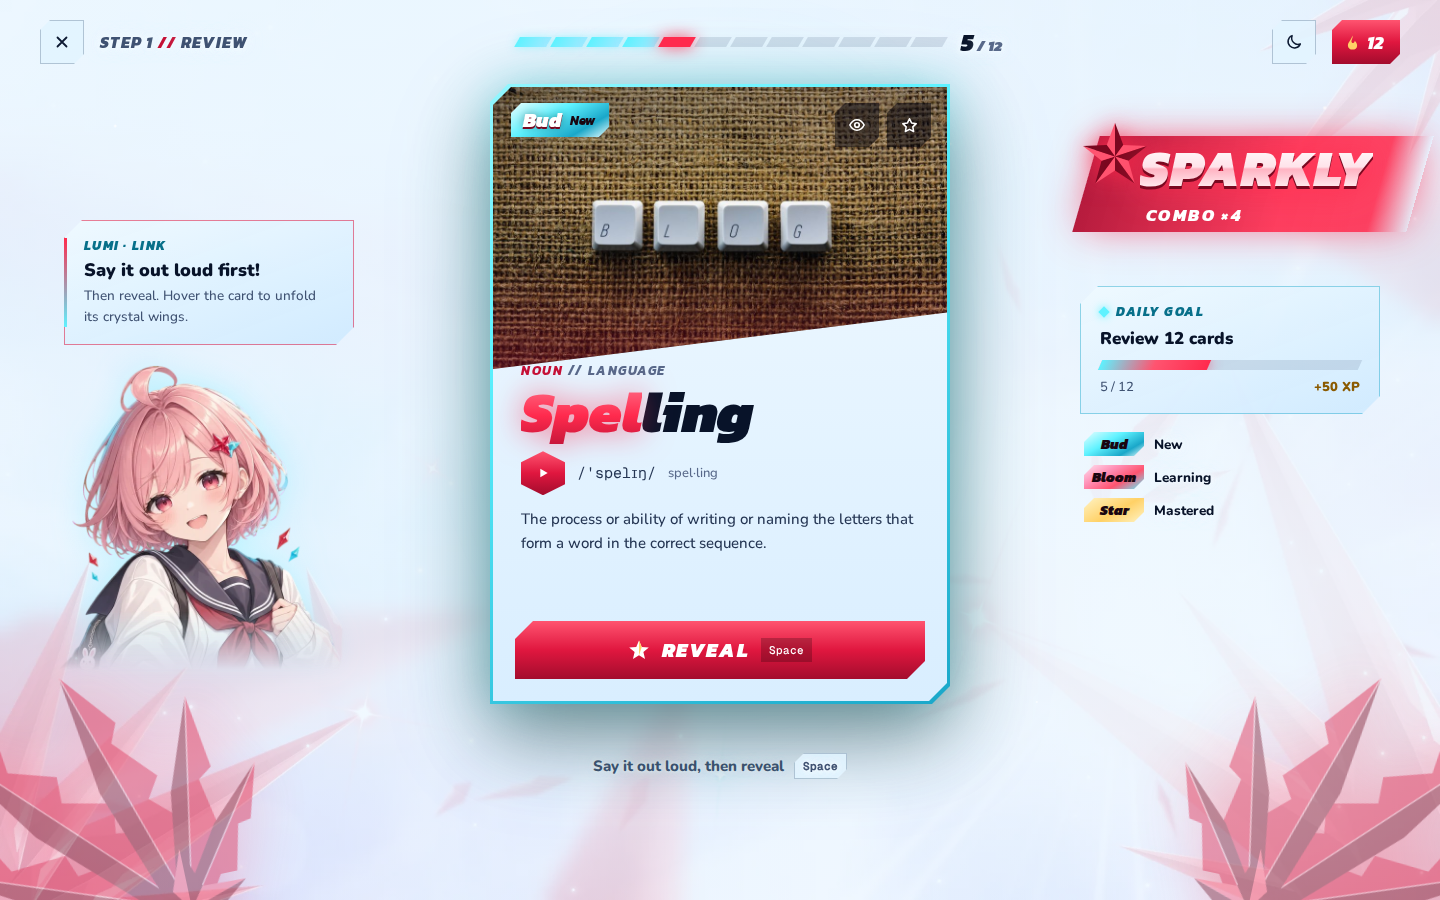 STEP 1 // REVIEW
5 / 12
12
Bud New
B L O G
SPARKLY
COMBO ×4
LUMI · LINK
Say it out loud first!
Then reveal. Hover the card to unfold
its crystal wings.
DAILY GOAL
Review 12 cards
5 / 12
+50 XP
Bud New
Bloom Learning
Star Mastered
NOUN // LANGUAGE
Spelling
/ˈspelɪŋ/ spel·ling
The process or ability of writing or naming the letters that
form a word in the correct sequence.
REVEAL Space
Say it out loud, then reveal Space